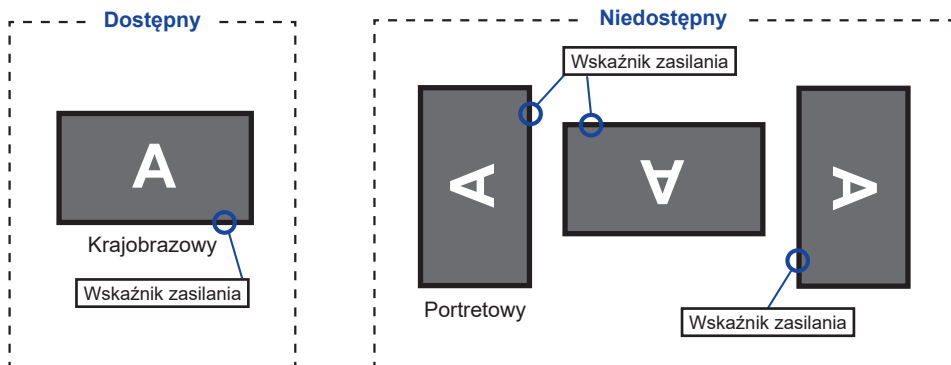 Dostępny
A
Krajobrazowy
Wskaźnik zasilania
Niedostępny
Wskaźnik zasilania
A
A
A
Portretowy
Wskaźnik zasilania